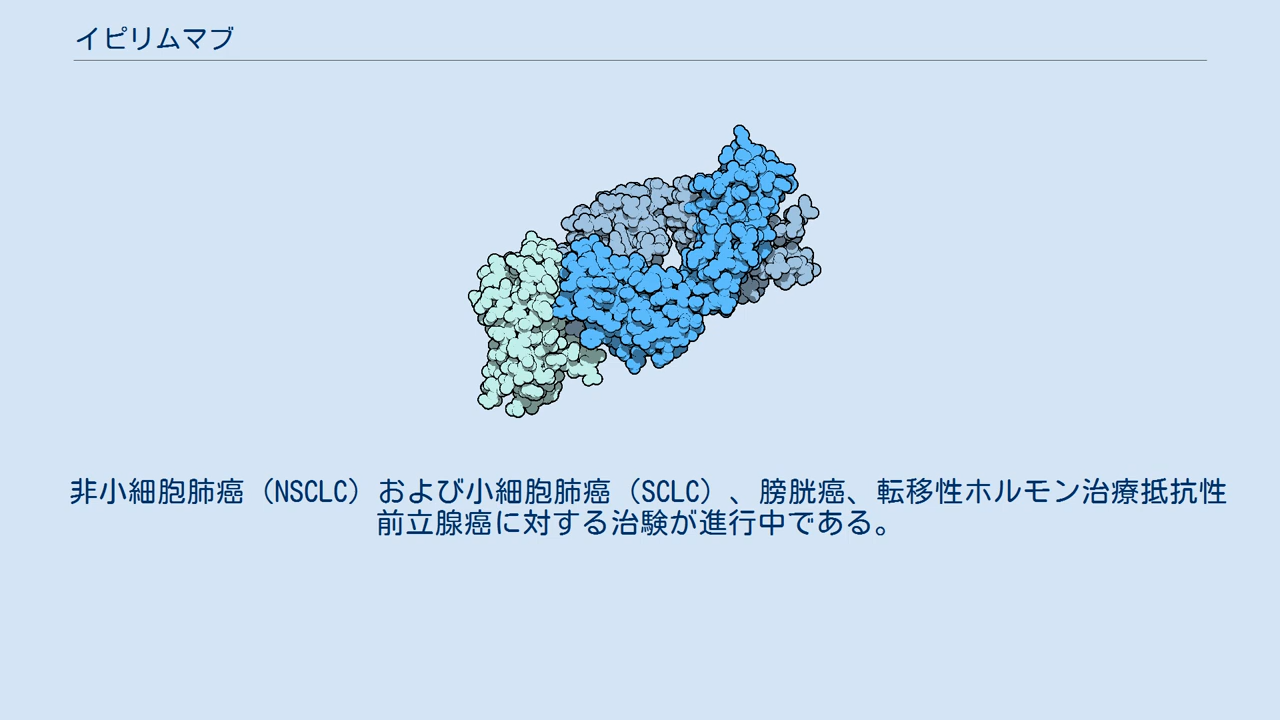 イピリムマブ
非小細胞肺癌（NSCLC）および小細胞肺癌（SCLC）、膀胱癌、転移性ホルモン治療抵抗性
前立腺癌に対する治験が進行中である。